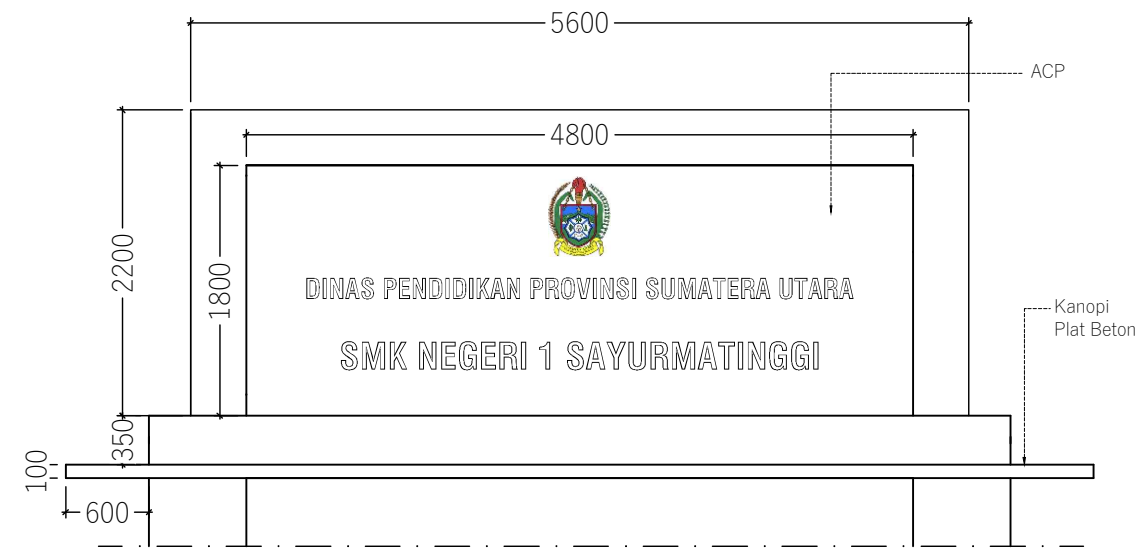 5600
ACP
4800
2200
1800
DINAS PENDIDIKAN PROVINSI SUMATERA UTARA
SMK NEGERI 1 SAYURMATINGGI
Kanopi
Plat Beton
350
100
600